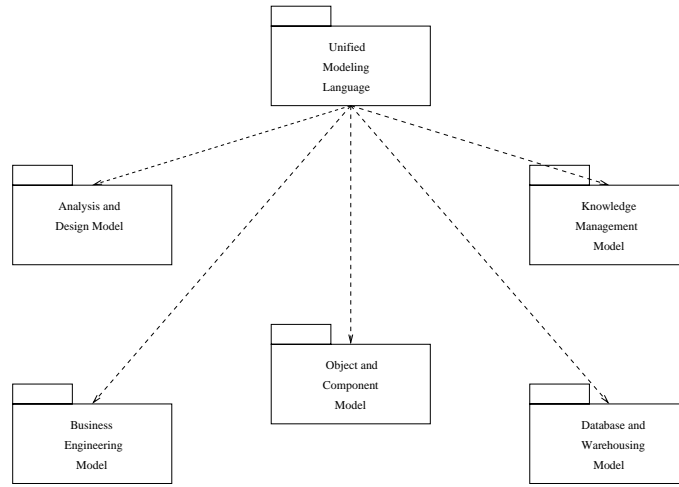 Unified
Modeling
Language
Analysis and
Design Model
Knowledge
Management
Model
Object and
Component
Model
Business
Engineering
Model
Database and
Warehousing
Model